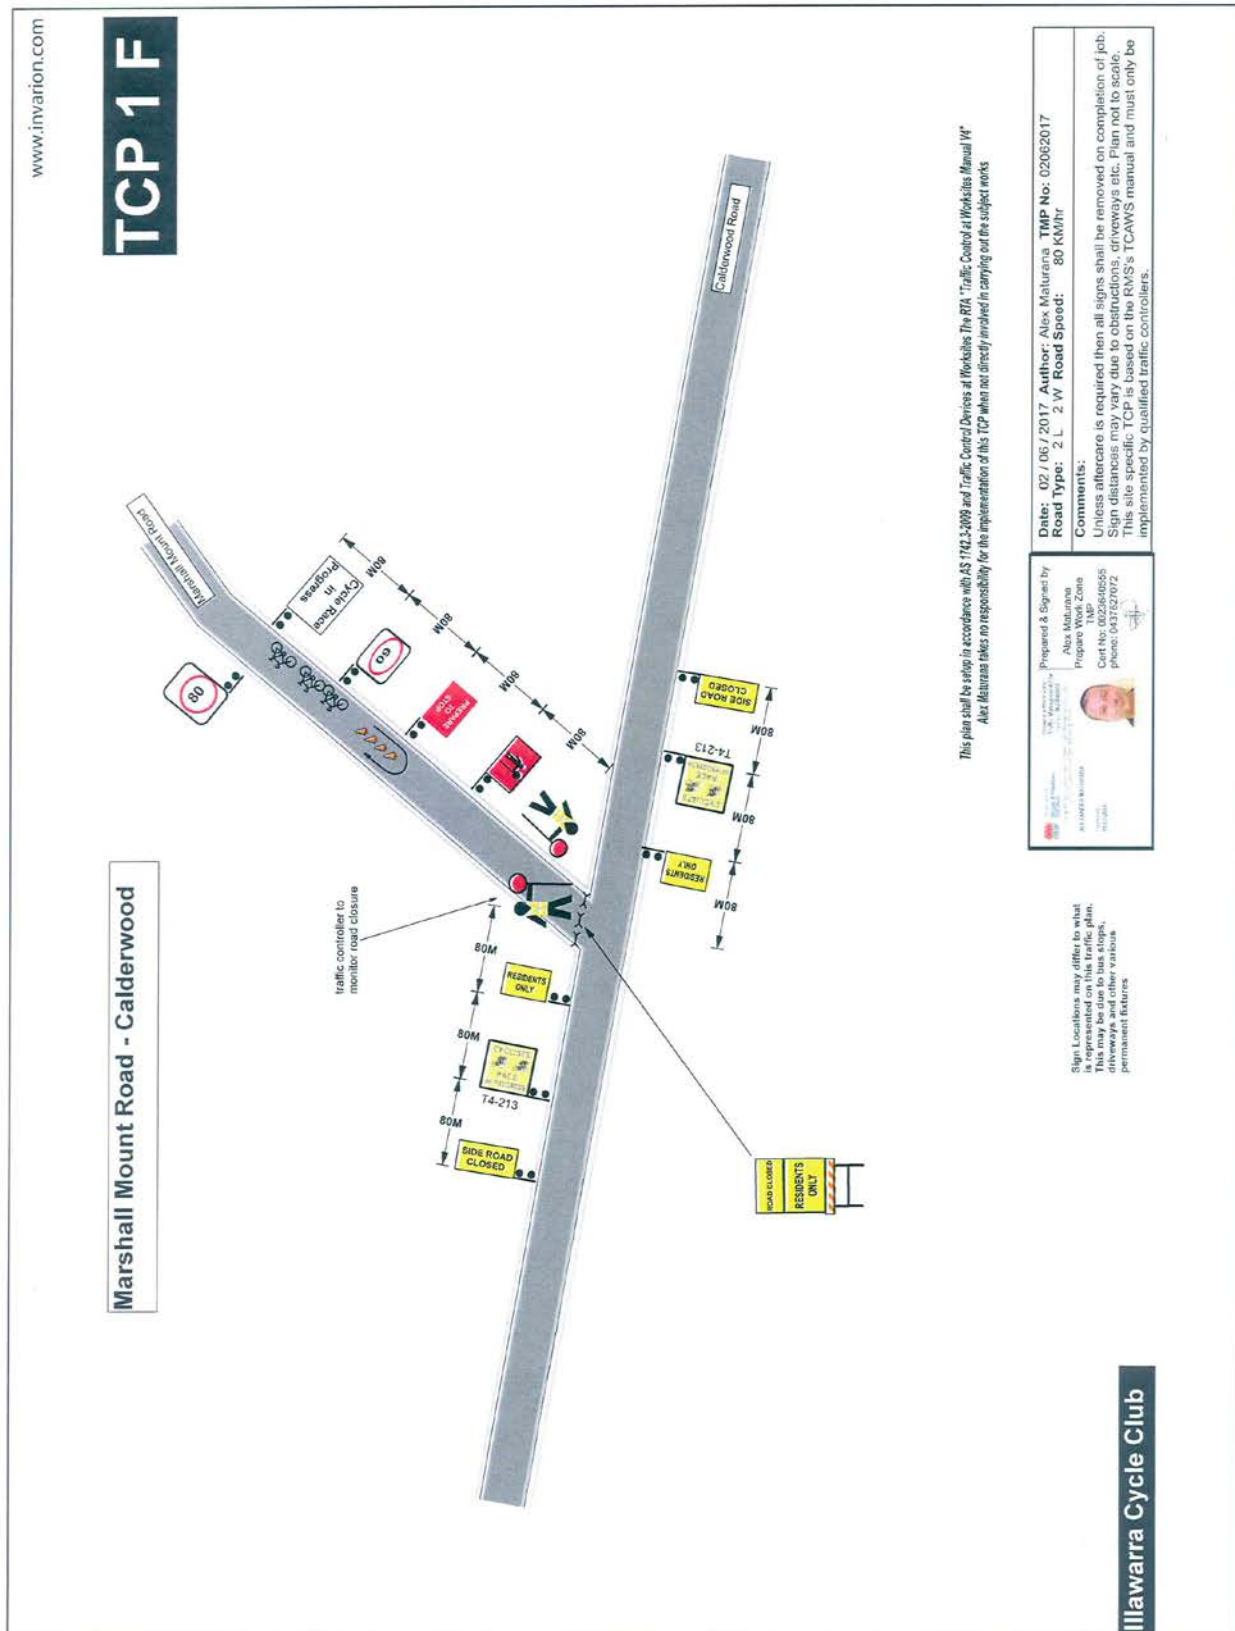 www.invarion.com
TCP 1 F
Marshall Mount Road - Calderwood
Marshall Mount Road
80
Cycle Race
in
Progress
60
PREPARE
TO
STOP
80M
80M
80M
80M
traffic controller to
monitor road closure
80M
80M
80M
RESIDENTS
ONLY
T4-213
SIDE ROAD
CLOSED
Calderwood Road
SIDE ROAD
CLOSED
T4-213
CYCLISTS
RACE
RESIDENTS
ONLY
80M
80M
80M
ROAD CLOSED
RESIDENTS
ONLY
This plan shall be setup in accordance with AS 1742.3-2009 and Traffic Control Devices at Worksites The RTA "Traffic Control at Worksites Manual V4"
Alex Maturana takes no responsibility for the implementation of this TCP when not directly involved in carrying out the subject works
Sign Locations may differ to what
is represented on this traffic plan.
This may be due to bus stops,
driveways and other various
permanent fixtures
Prepared & Signed by
Alex Maturana
Prepare Work Zone
TMP
Cert No: 0023640555
phone: 0437627072
Date: 02 / 06 / 2017 Author: Alex Maturana TMP No: 02062017
Road Type: 2 L 2 W Road Speed: 80 KM/hr
Comments:
Unless aftercare is required then all signs shall be removed on completion of job.
Sign distances may vary due to obstructions, driveways etc. Plan not to scale.
This site specific TCP is based on the RMS's TCAWS manual and must only be
implemented by qualified traffic controllers.
Illawarra Cycle Club